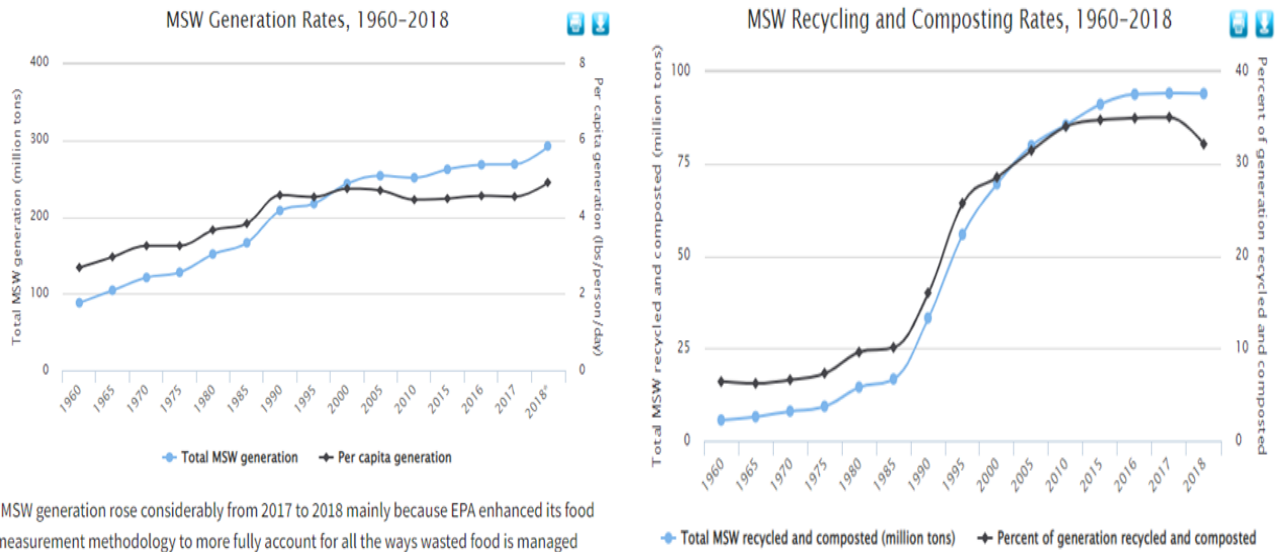 MSW Generation Rates, 1960–2018
400
300
200
100
0
Total MSW generation (million tons)
8
6
4
2
0
Per capita generation (lbs/person/day)
1960 1965 1970 1975 1980 1985 1990 1995 2000 2005 2010 2015 2016 2017 2018*
Total MSW generation Per capita generation
MSW generation rose considerably from 2017 to 2018 mainly because EPA enhanced its food
measurement methodology to more fully account for all the ways wasted food is managed
MSW Recycling and Composting Rates, 1960–2018
100
75
50
25
0
Total MSW recycled and composted (million tons)
40
30
20
10
0
Percent of generation recycled and composted
1960 1965 1970 1975 1980 1985 1990 1995 2000 2005 2010 2015 2016 2017 2018
Total MSW recycled and composted (million tons) Percent of generation recycled and composted